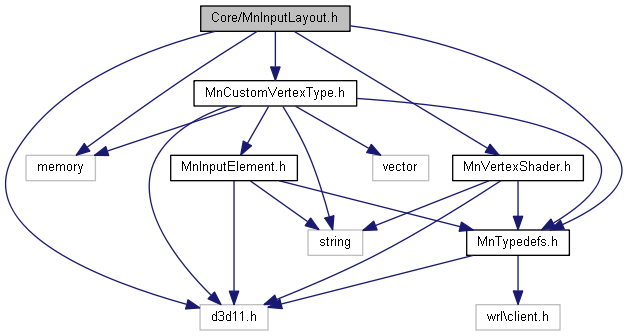 Core/MnInputLayout.h
MnCustomVertexType.h
memory
MnInputElement.h
vector
MnVertexShader.h
string
MnTypedefs.h
d3d11.h
wrl\client.h